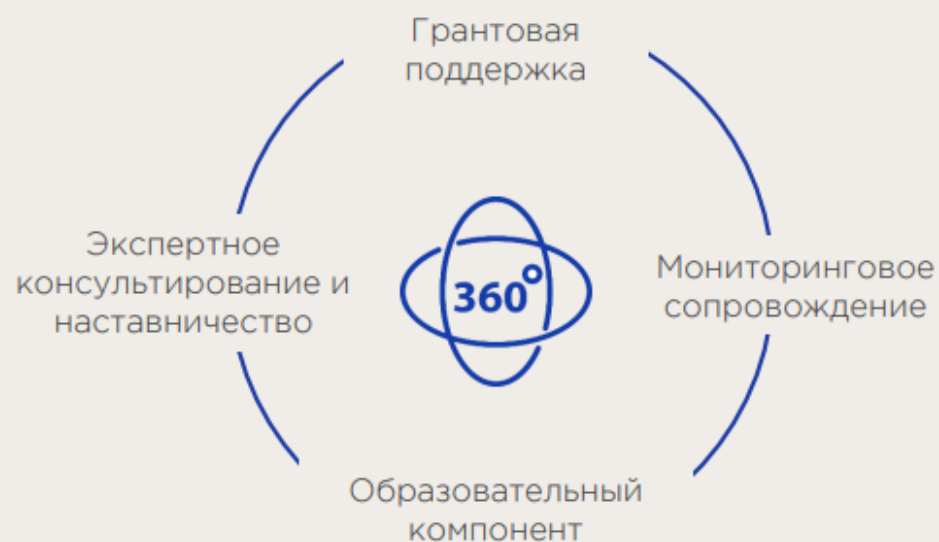 Грантовая
поддержка
Экспертное
консультирование и
наставничество
360°
Мониторинговое
сопровождение
Образовательный
компонент